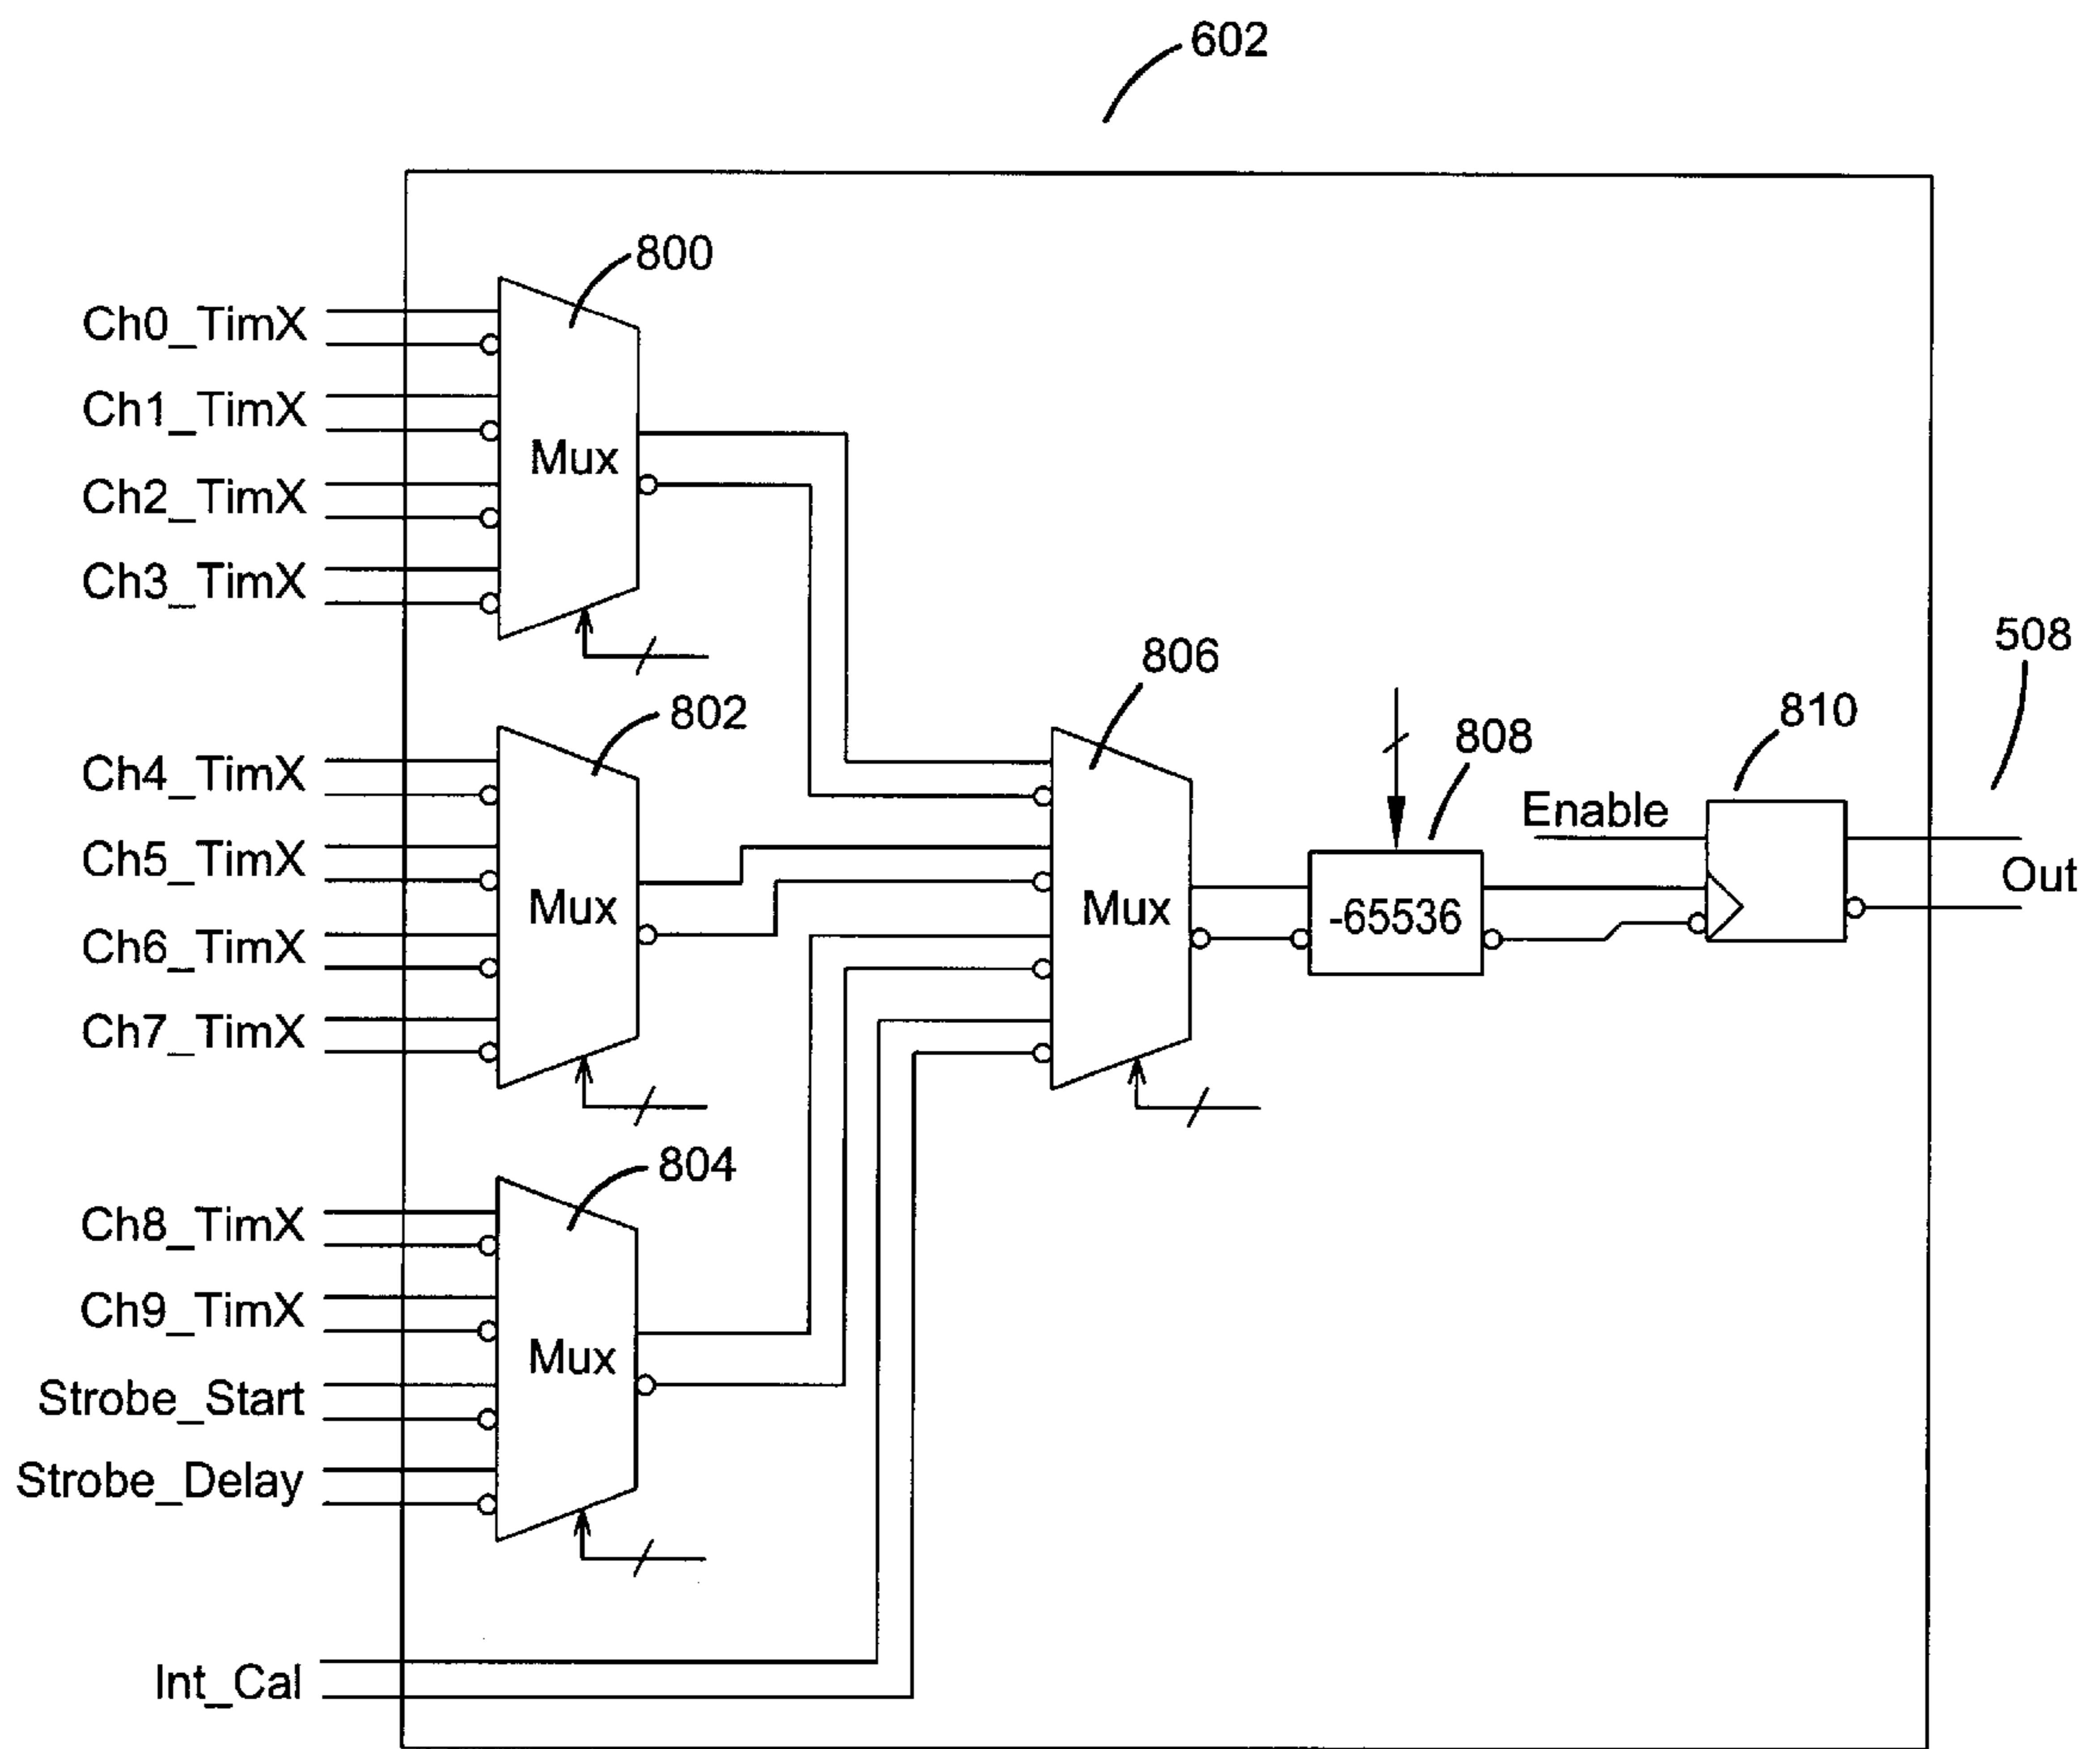 602
800
Ch0_TimX
Ch1_TimX
Mux
Ch2_TimX
Ch3_TimX
508
806
802
810
808
Ch4_TimX
Enable
Ch5_TimX
Out
Mux
Mux
-65536
Ch6_TimX
Ch7_TimX
804
Ch8_TimX
Ch9_TimX
Mux
Strobe_Start
Strobe_Delay
Int_Cal